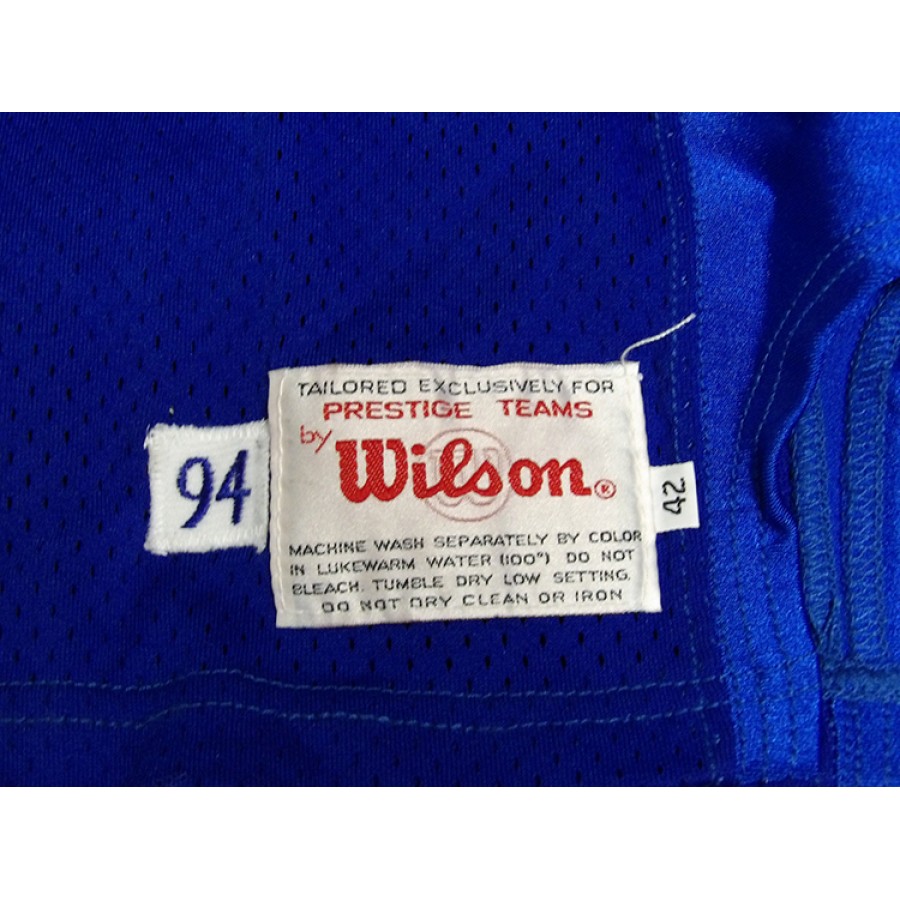 TAILORED EXCLUSIVELY FOR
PRESTIGE TEAMS
by
Wilson®
94
42
MACHINE WASH SEPARATELY BY COLOR
IN LUKEWARM WATER (100°) DO NOT
BLEACH. TUMBLE DRY LOW SETTING.
DO NOT DRY CLEAN OR IRON